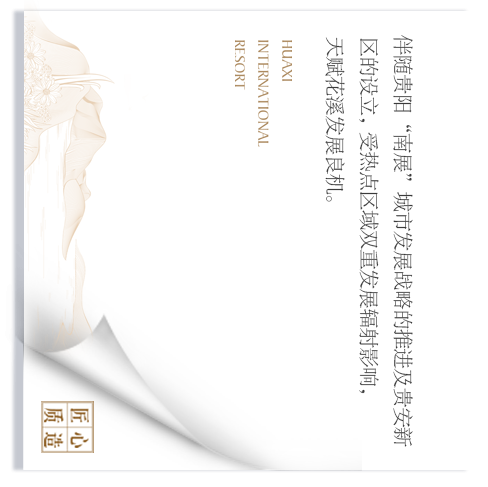 伴随贵阳“南展”城市发展战略的推进及贵安新
区的设立，受热点区域双重发展辐射影响，
天赋花溪发展良机。
HUAXI
INTERNATIONAL
RESORT
匠心
质造